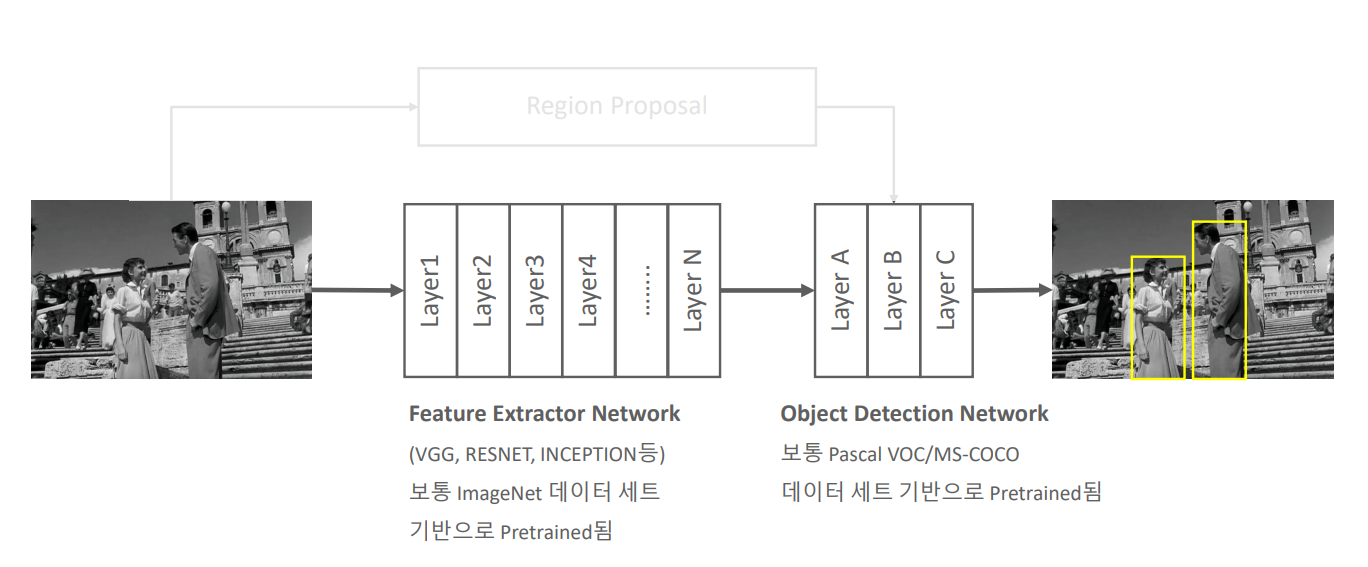 Region Proposal
Layer1
Layer2
Layer3
Layer4
........
Layer N
Layer A
Layer B
Layer C
Feature Extractor Network
(VGG, RESNET, INCEPTION등)
보통 ImageNet 데이터 세트
기반으로 Pretrained됨
Object Detection Network
보통 Pascal VOC/MS-COCO
데이터 세트 기반으로 Pretrained됨